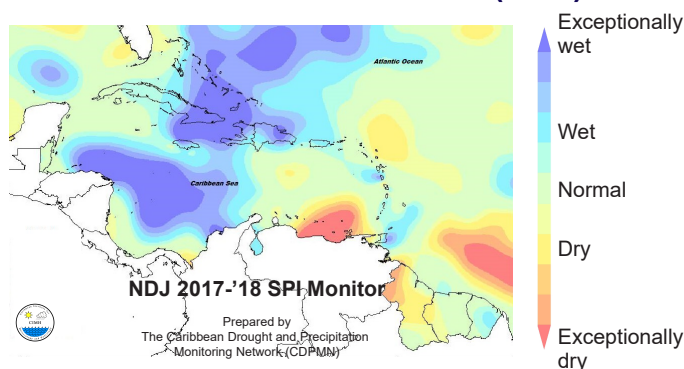 Exceptionally
wet
Atlantic Ocean
Wet
Caribbean Sea
Normal
Dry
NDJ 2017-'18 SPI Monitor
Prepared by
The Caribbean Drought and Precipitation
Monitoring Network (CDPMN)
CIMH
Exceptionally
dry